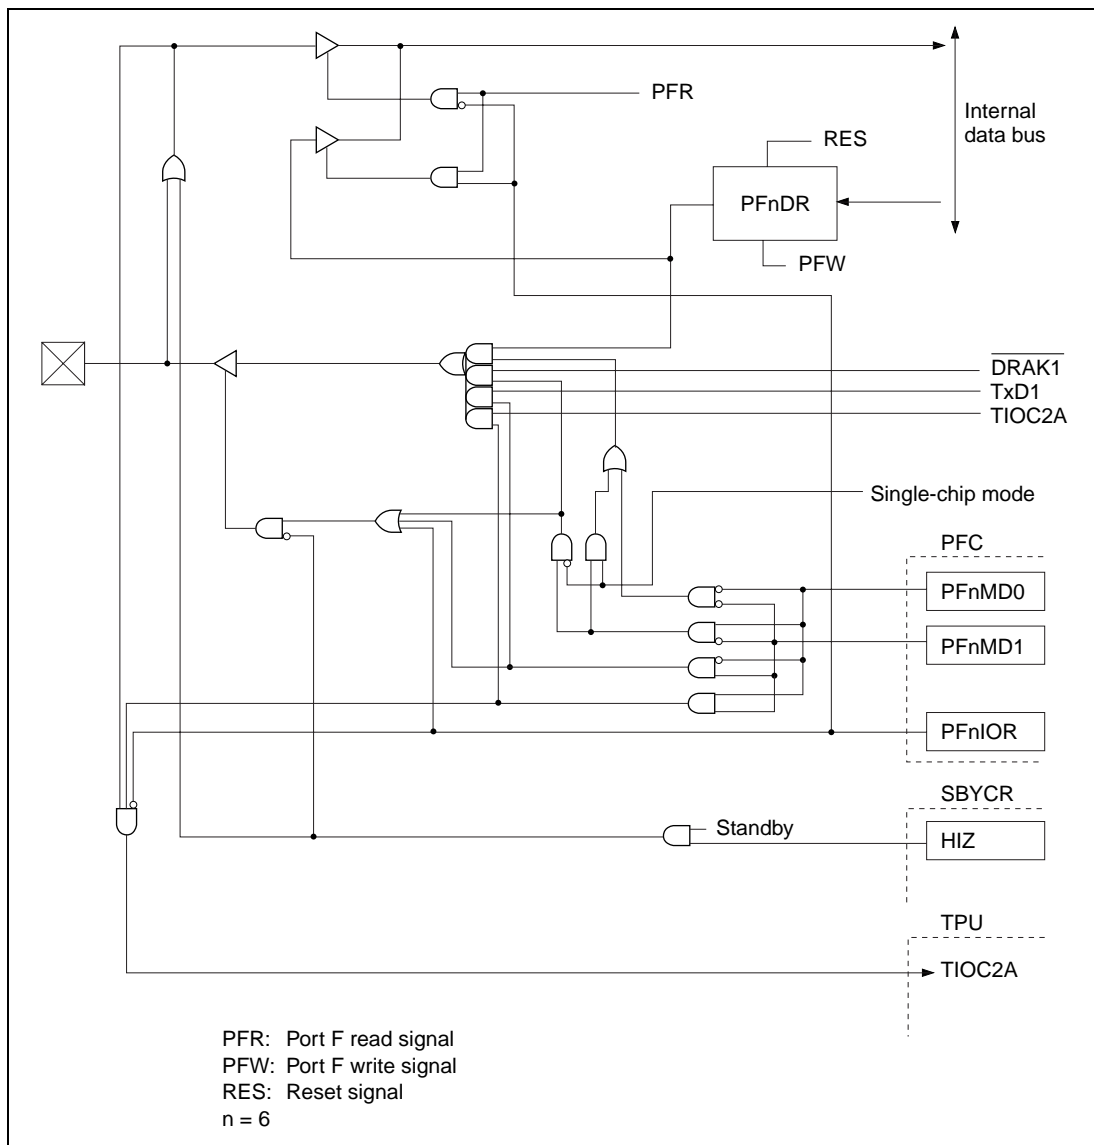 PFR
Internal
data bus
RES
PFnDR
PFW
DRAK1
TxD1
TIOC2A
Single-chip mode
PFC
PFnMD0
PFnMD1
PFnIOR
SBYCR
Standby
HIZ
TPU
TIOC2A
PFR: Port F read signal
PFW: Port F write signal
RES: Reset signal
n = 6